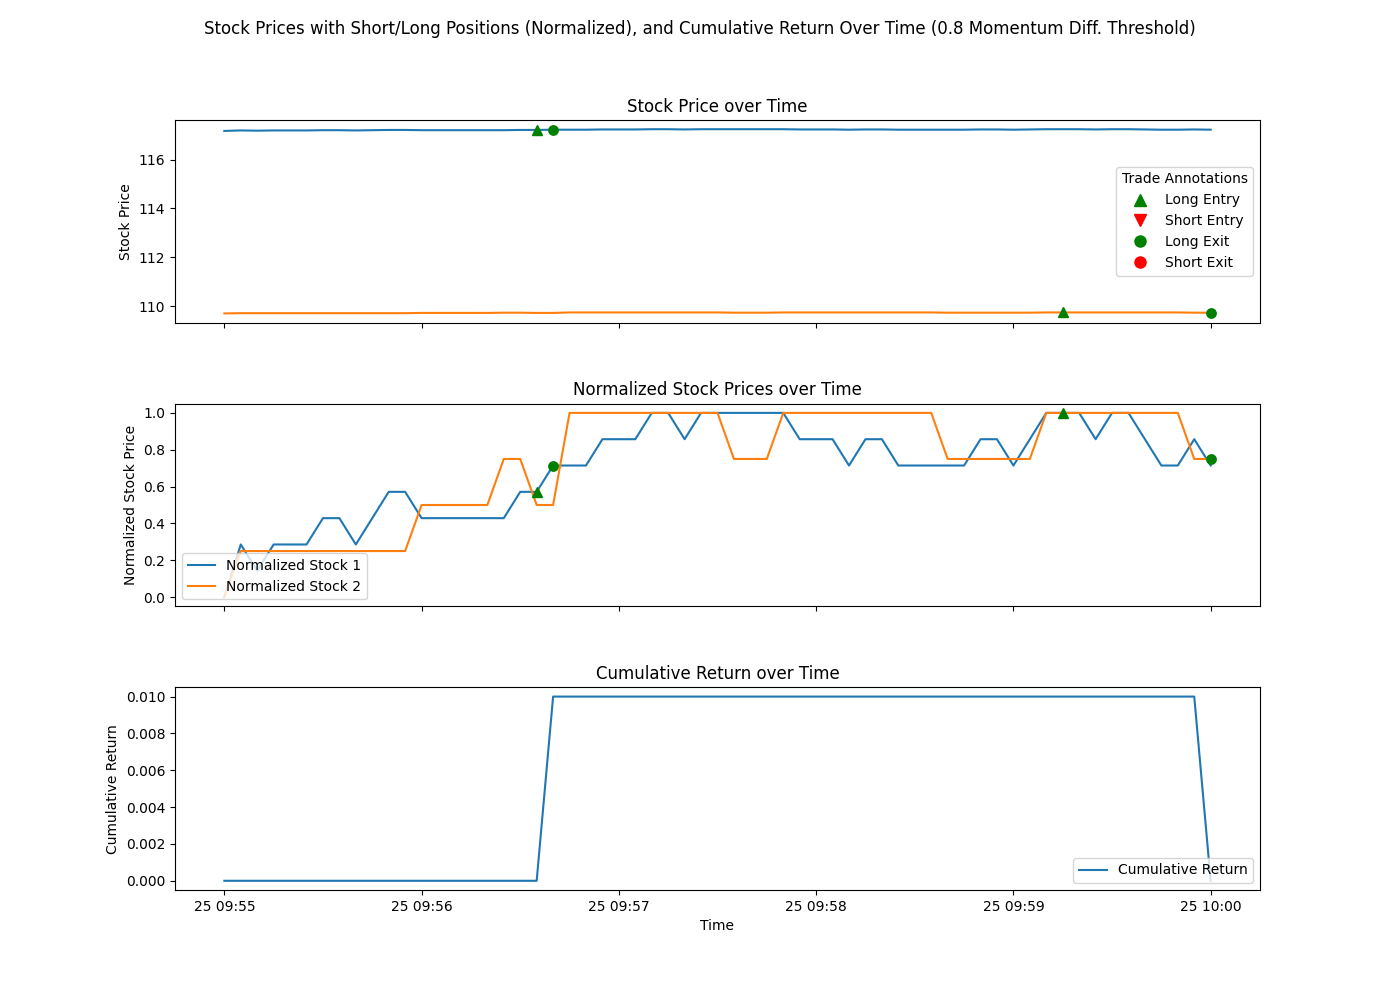 Stock Prices with Short/Long Positions (Normalized), and Cumulative Return Over Time (0.8 Momentum Diff. Threshold)
Stock Price over Time
Stock Price
116
114
112
110
Trade Annotations
Long Entry
Short Entry
Long Exit
Short Exit
Normalized Stock Prices over Time
Normalized Stock Price
1.0
0.8
0.6
0.4
0.2
0.0
Normalized Stock 1
Normalized Stock 2
Cumulative Return over Time
Cumulative Return
0.010
0.008
0.006
0.004
0.002
0.000
Cumulative Return
25 09:55
25 09:56
25 09:57
25 09:58
25 09:59
25 10:00
Time